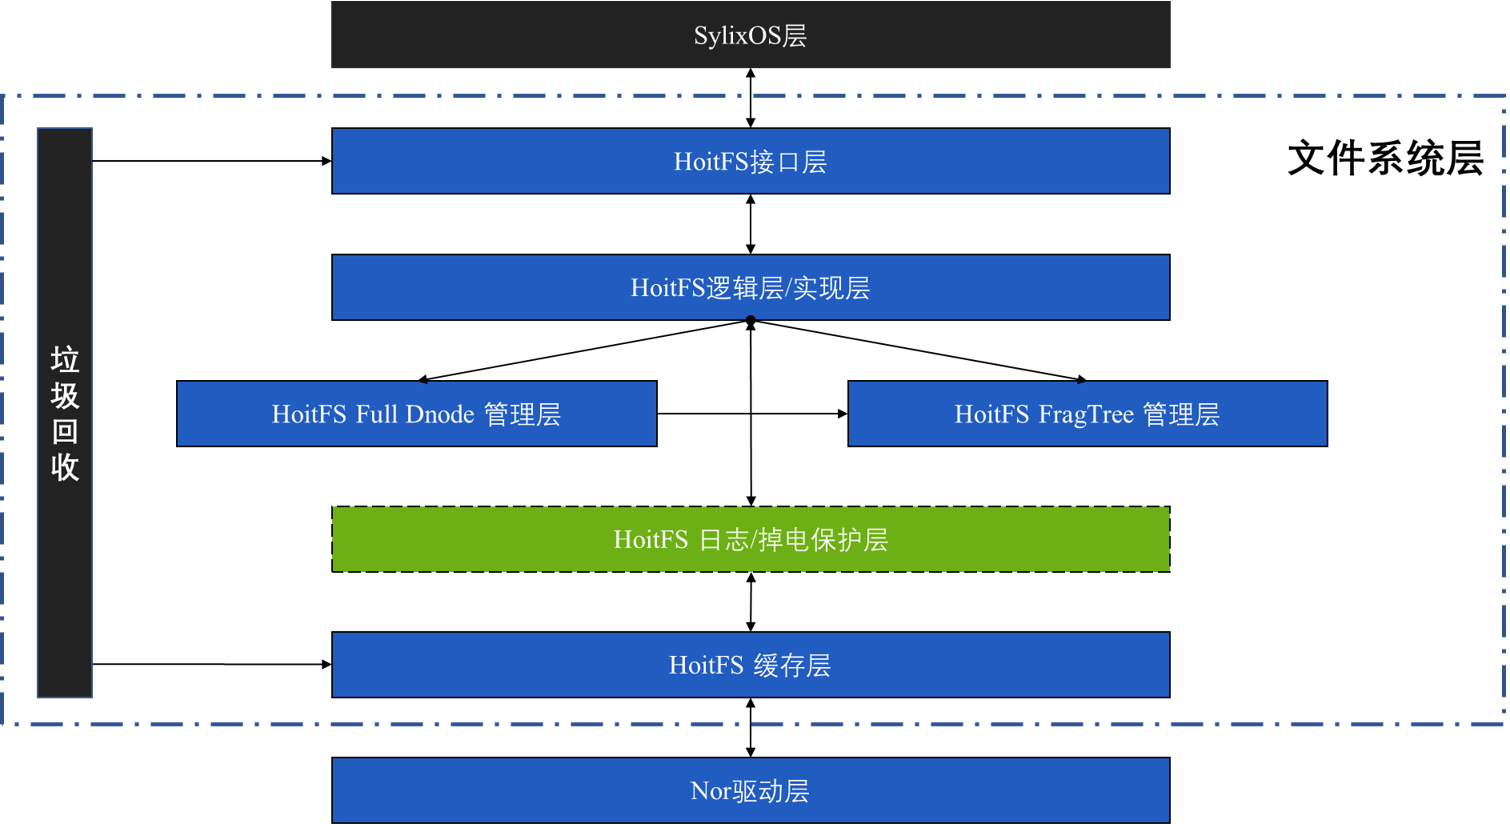 SylixOS层
文件系统层
HoitFS接口层
HoitFS逻辑层/实现层
垃
圾
回
收
HoitFS Full Dnode 管理层
HoitFS FragTree 管理层
HoitFS 日志/掉电保护层
HoitFS 缓存层
Nor驱动层